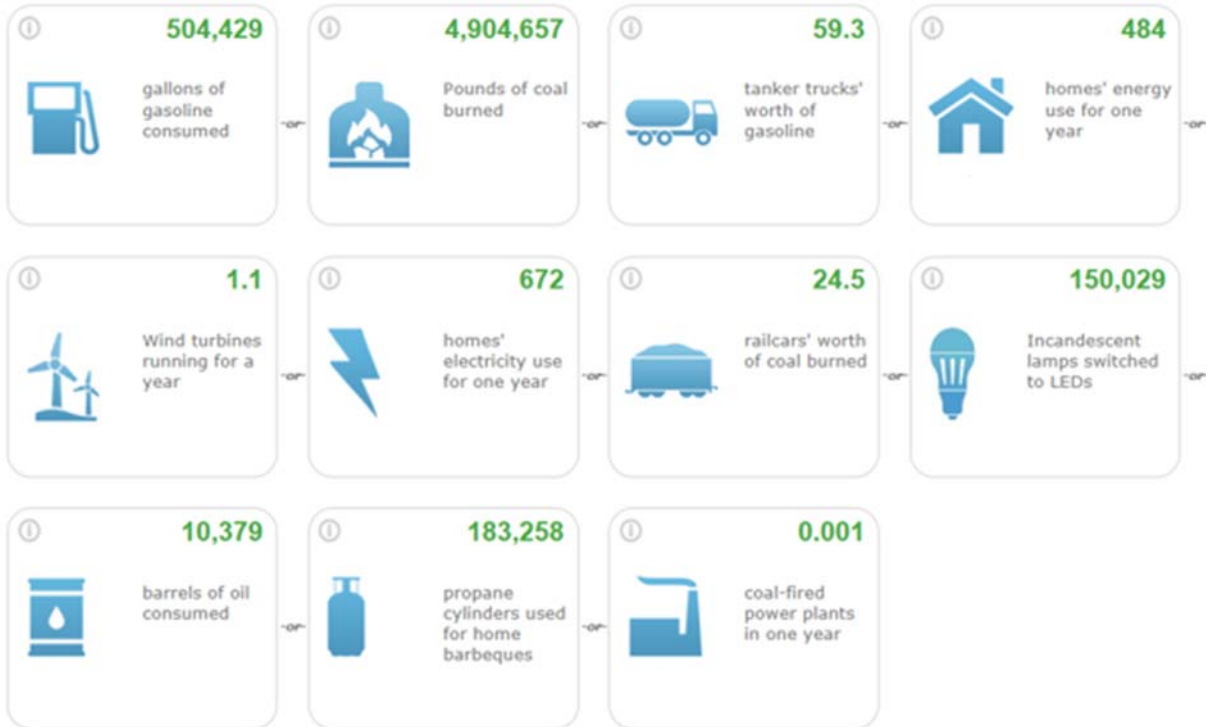 504,429
gallons of
gasoline
consumed
-or-
4,904,657
Pounds of coal
burned
-or-
59.3
tanker trucks'
worth of
gasoline
-or-
484
homes' energy
use for one
year
-or-
1.1
Wind turbines
running for a
year
-or-
672
homes'
electricity use
for one year
-or-
24.5
railcars' worth
of coal burned
-or-
150,029
Incandescent
lamps switched
to LEDs
-or-
10,379
barrels of oil
consumed
-or-
183,258
propane
cylinders used
for home
barbeques
-or-
0.001
coal-fired
power plants
in one year